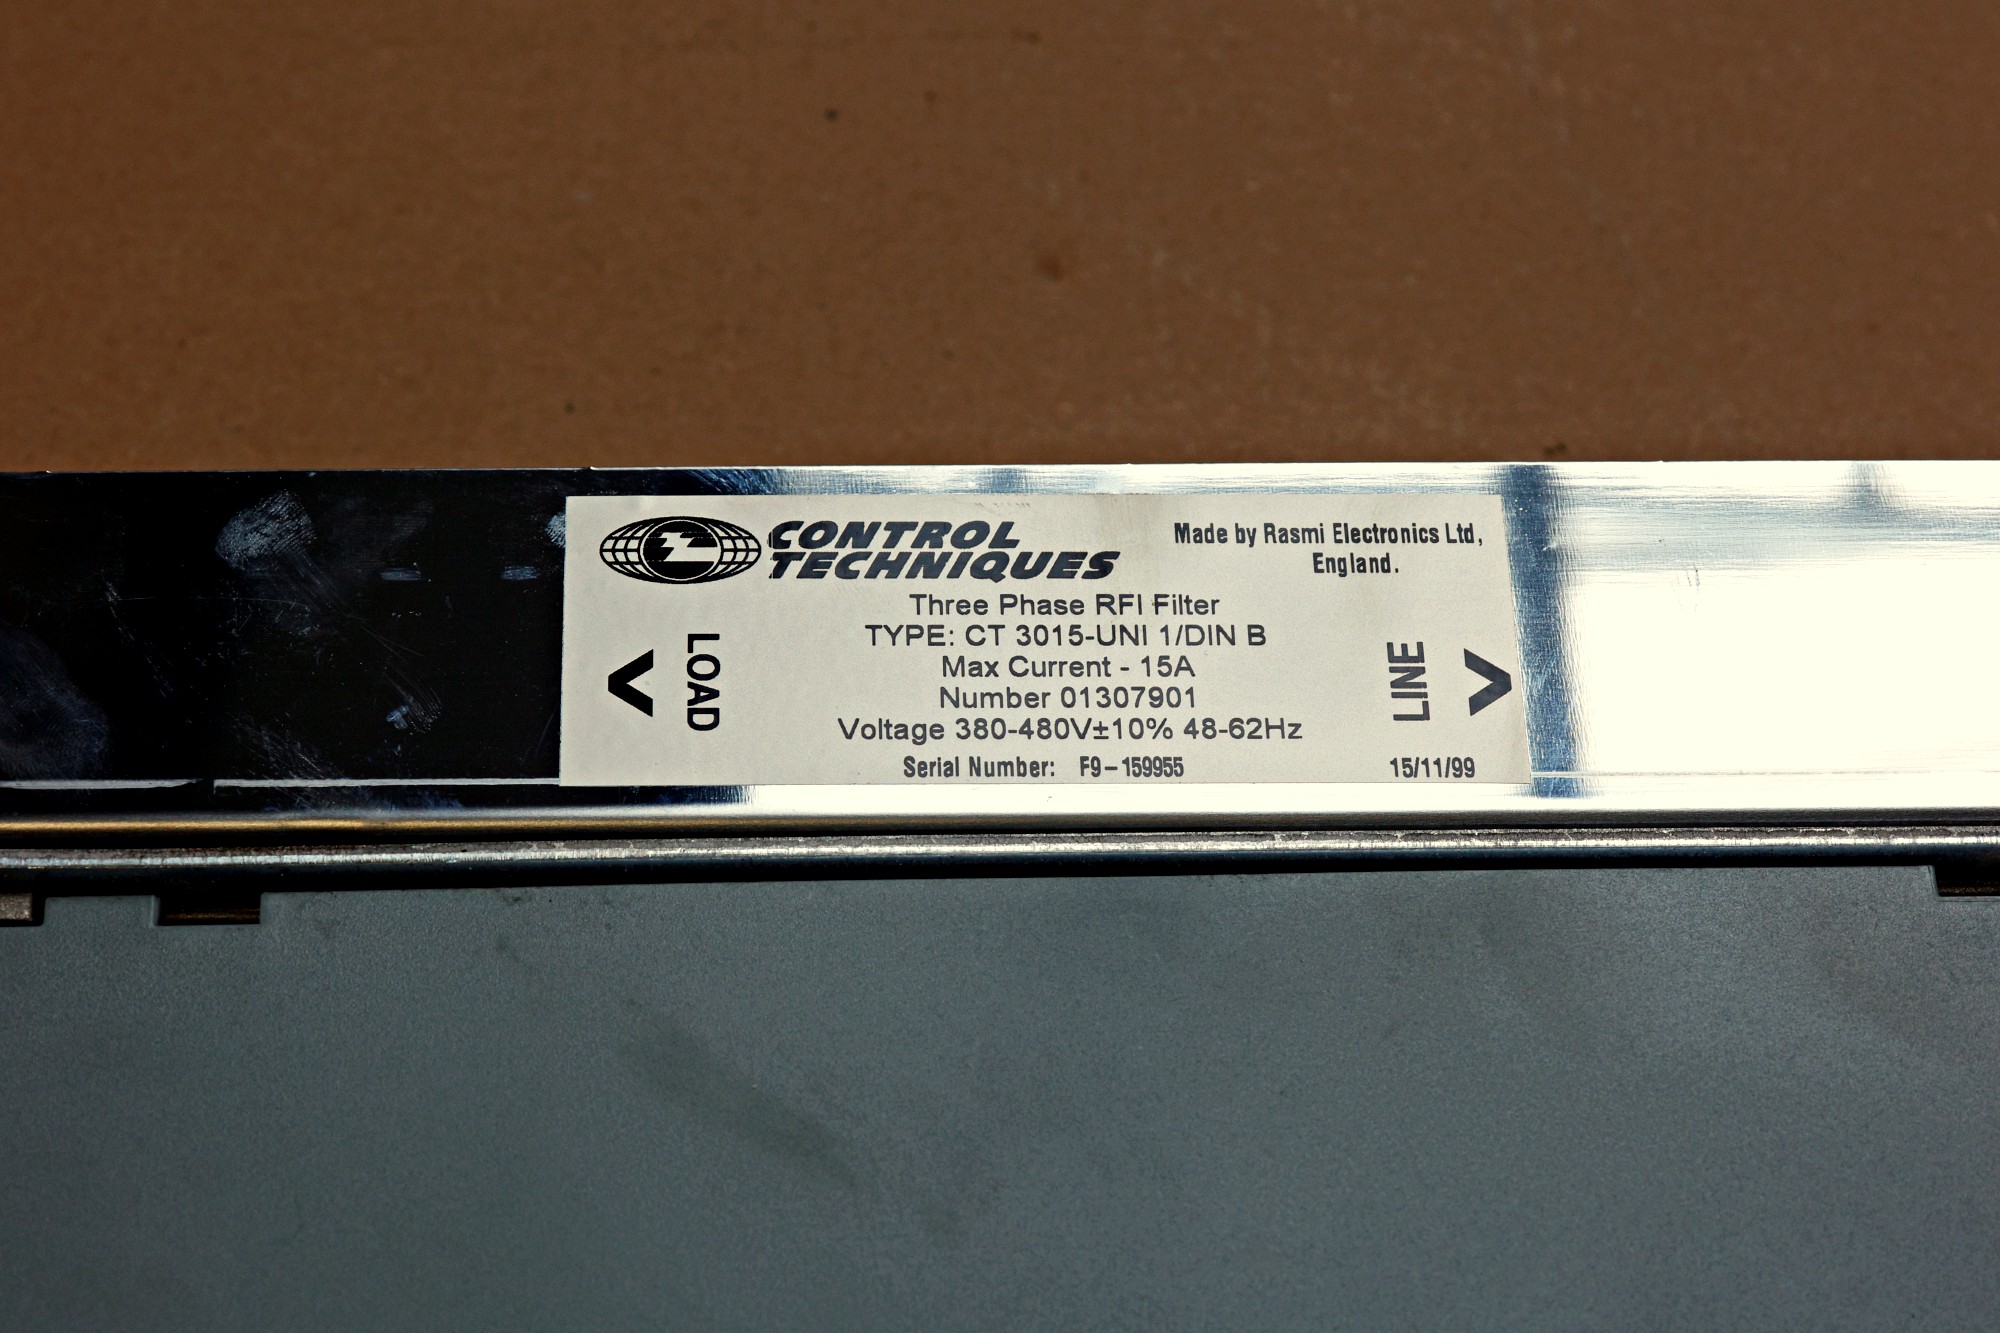 CONTROL
TECHNIQUES
Made by Rasmi Electronics Ltd,
England.
Three Phase RFI Filter
TYPE: CT 3015-UNI 1/DIN B
Max Current - 15A
Number 01307901
Voltage 380-480V±10% 48-62Hz
< LOAD
LINE >
Serial Number: F9-159955
15/11/99